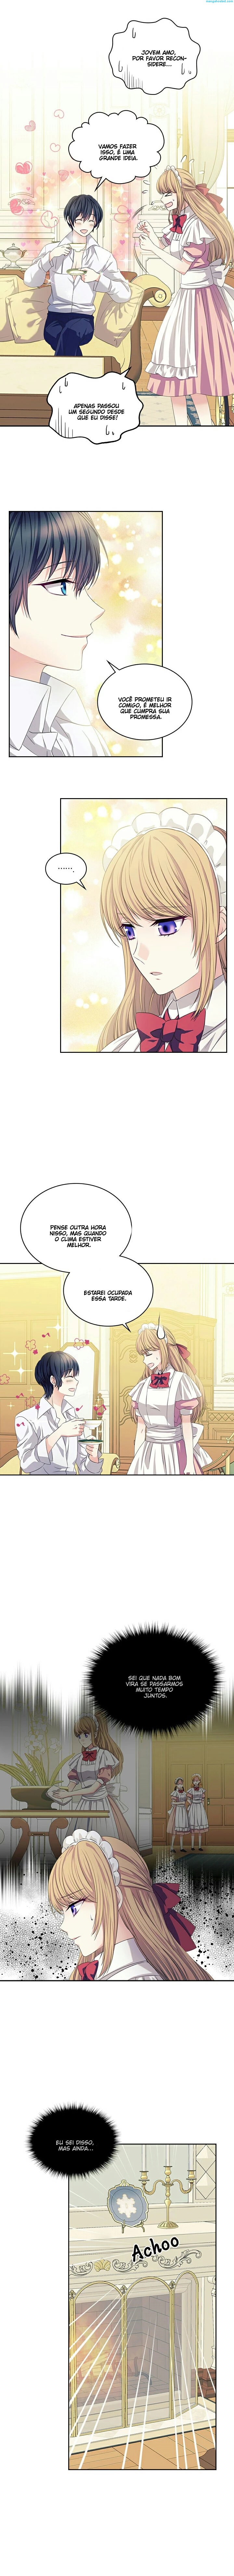 JOVEM AMO,
POR FAVOR RECON-
SIDERE...
VAMOS FAZER
ISSO, É UMA
GRANDE IDEIA.
APENAS PASSOU
UM SEGUNDO DESDE
QUE EU DISSE!
VOCÊ PROMETEU IR
COMIGO, É MELHOR
QUE CUMPRA SUA
PROMESSA.
.......
PENSE OUTRA HORA
NISSO, MAS QUANDO
O CLIMA ESTIVER
MELHOR.
ESTAREI OCUPADA
ESSA TARDE.
SEI QUE NADA BOM
VIRA SE PASSARMOS
MUITO TEMPO
JUNTOS.
EU SEI DISSO,
MAS AINDA...
Achoo